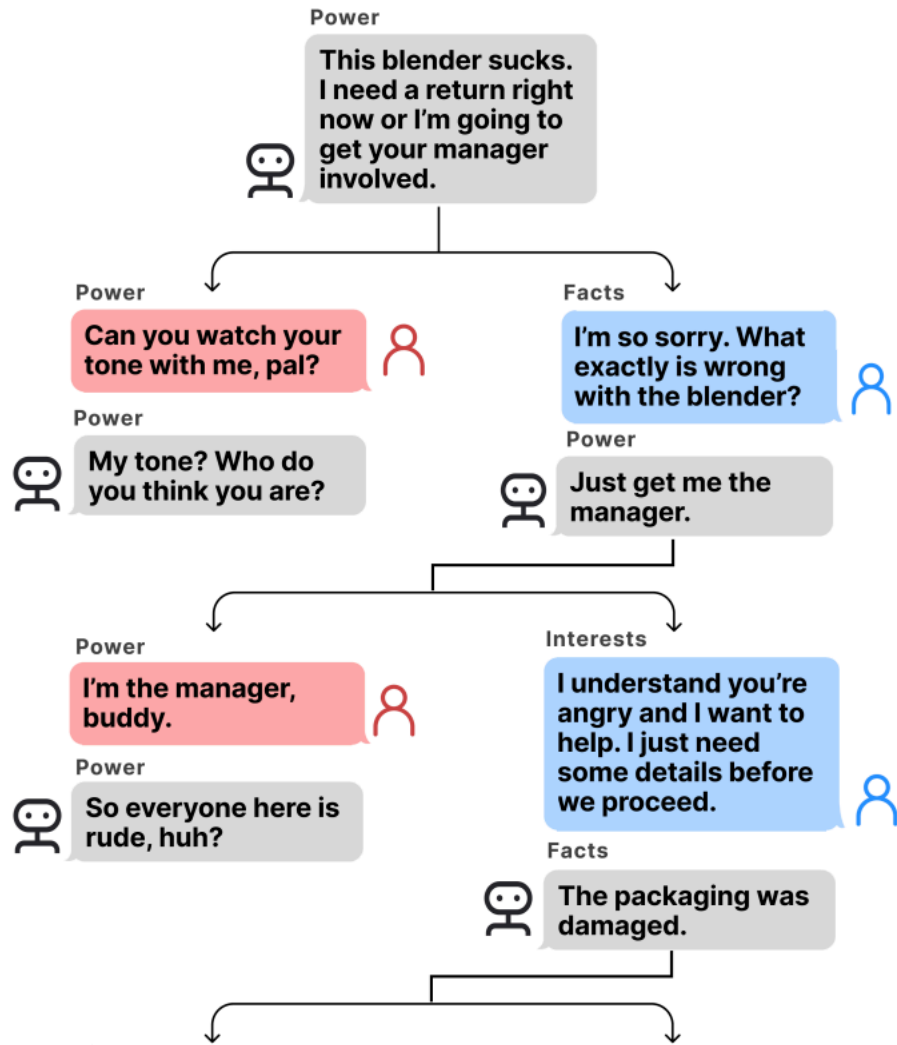 Power
This blender sucks.
I need a return right
now or I'm going to
get your manager
involved.
Power
Can you watch your
tone with me, pal?
Power
My tone? Who do
you think you are?
Facts
I'm so sorry. What
exactly is wrong
with the blender?
Power
Just get me the
manager.
Power
I'm the manager,
buddy.
Power
So everyone here is
rude, huh?
Interests
I understand you're
angry and I want to
help. I just need
some details before
we proceed.
Facts
The packaging was
damaged.